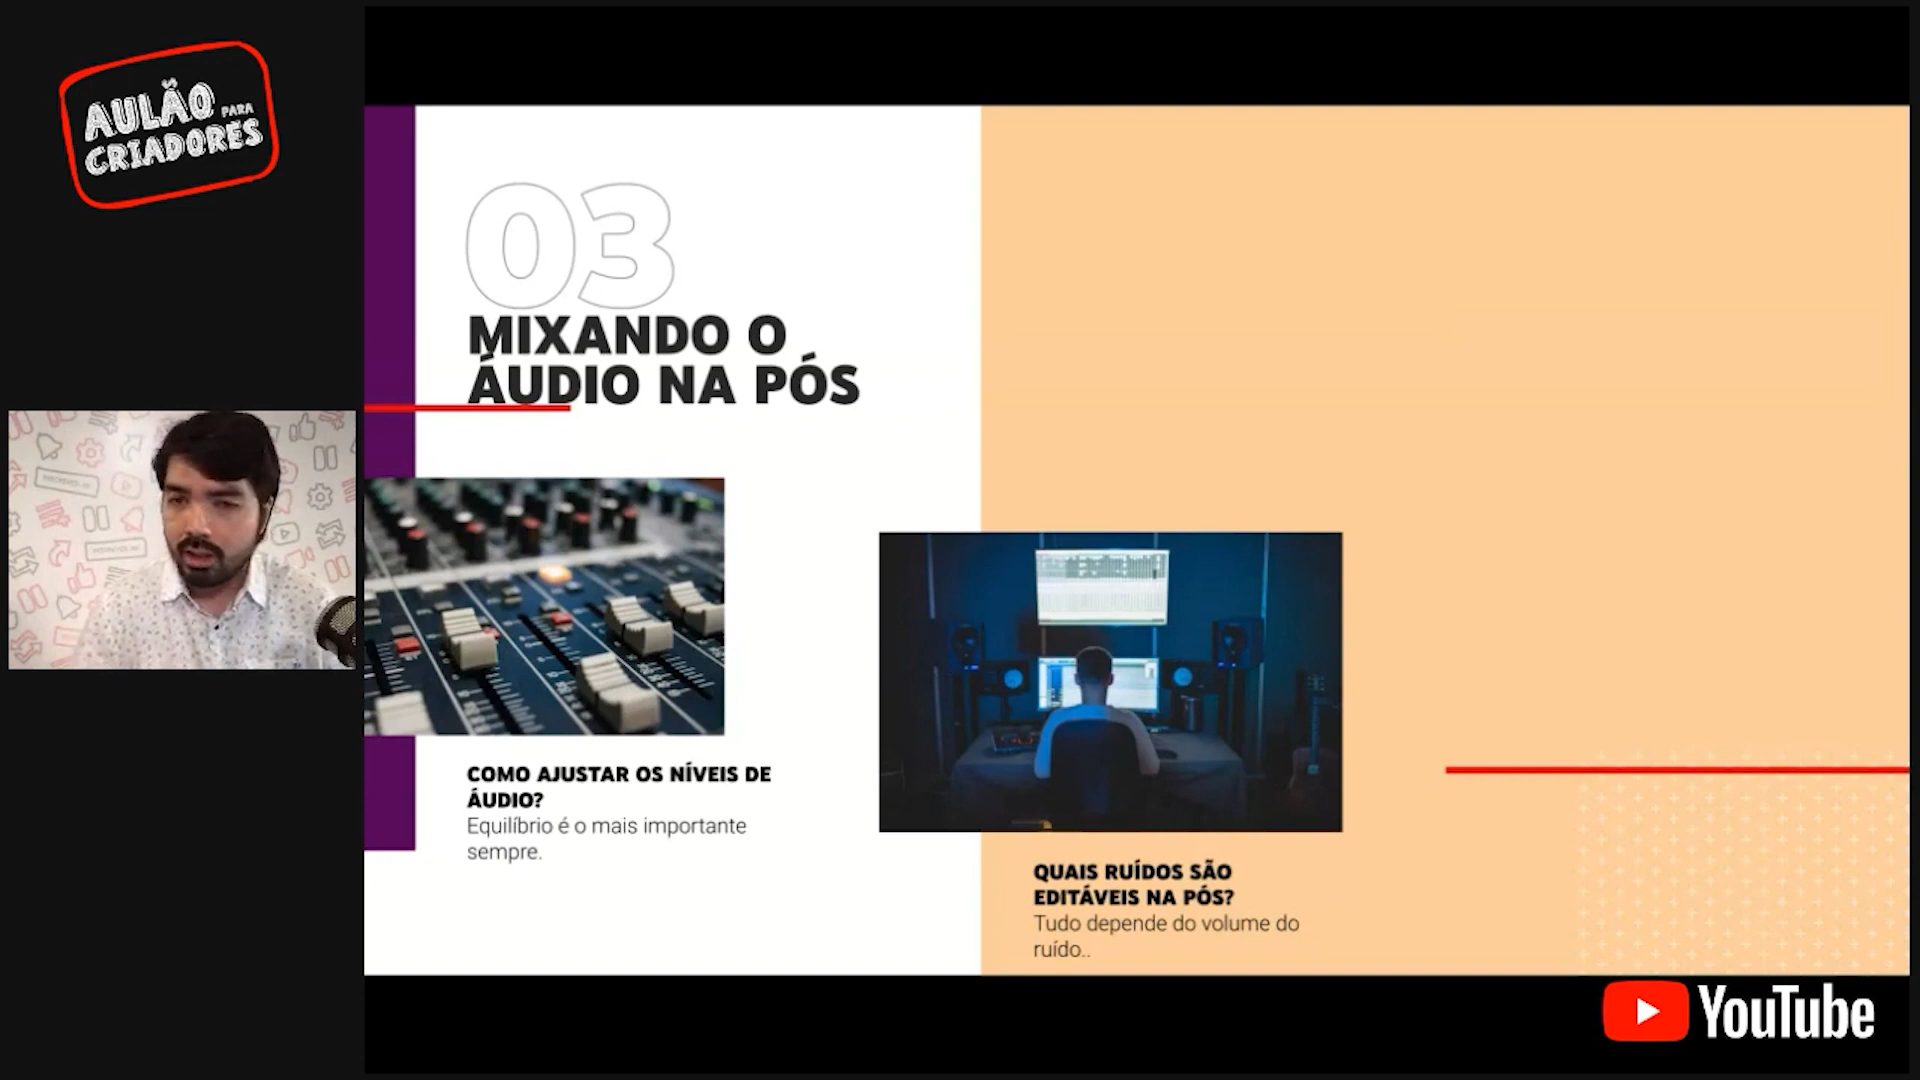 AULÃO PARA
CRIADORES
03
MIXANDO O
ÁUDIO NA PÓS
COMO AJUSTAR OS NÍVEIS DE
ÁUDIO?
Equilíbrio é o mais importante
sempre.
QUAIS RUÍDOS SÃO
EDITÁVEIS NA PÓS?
Tudo depende do volume do
ruído..
YouTube